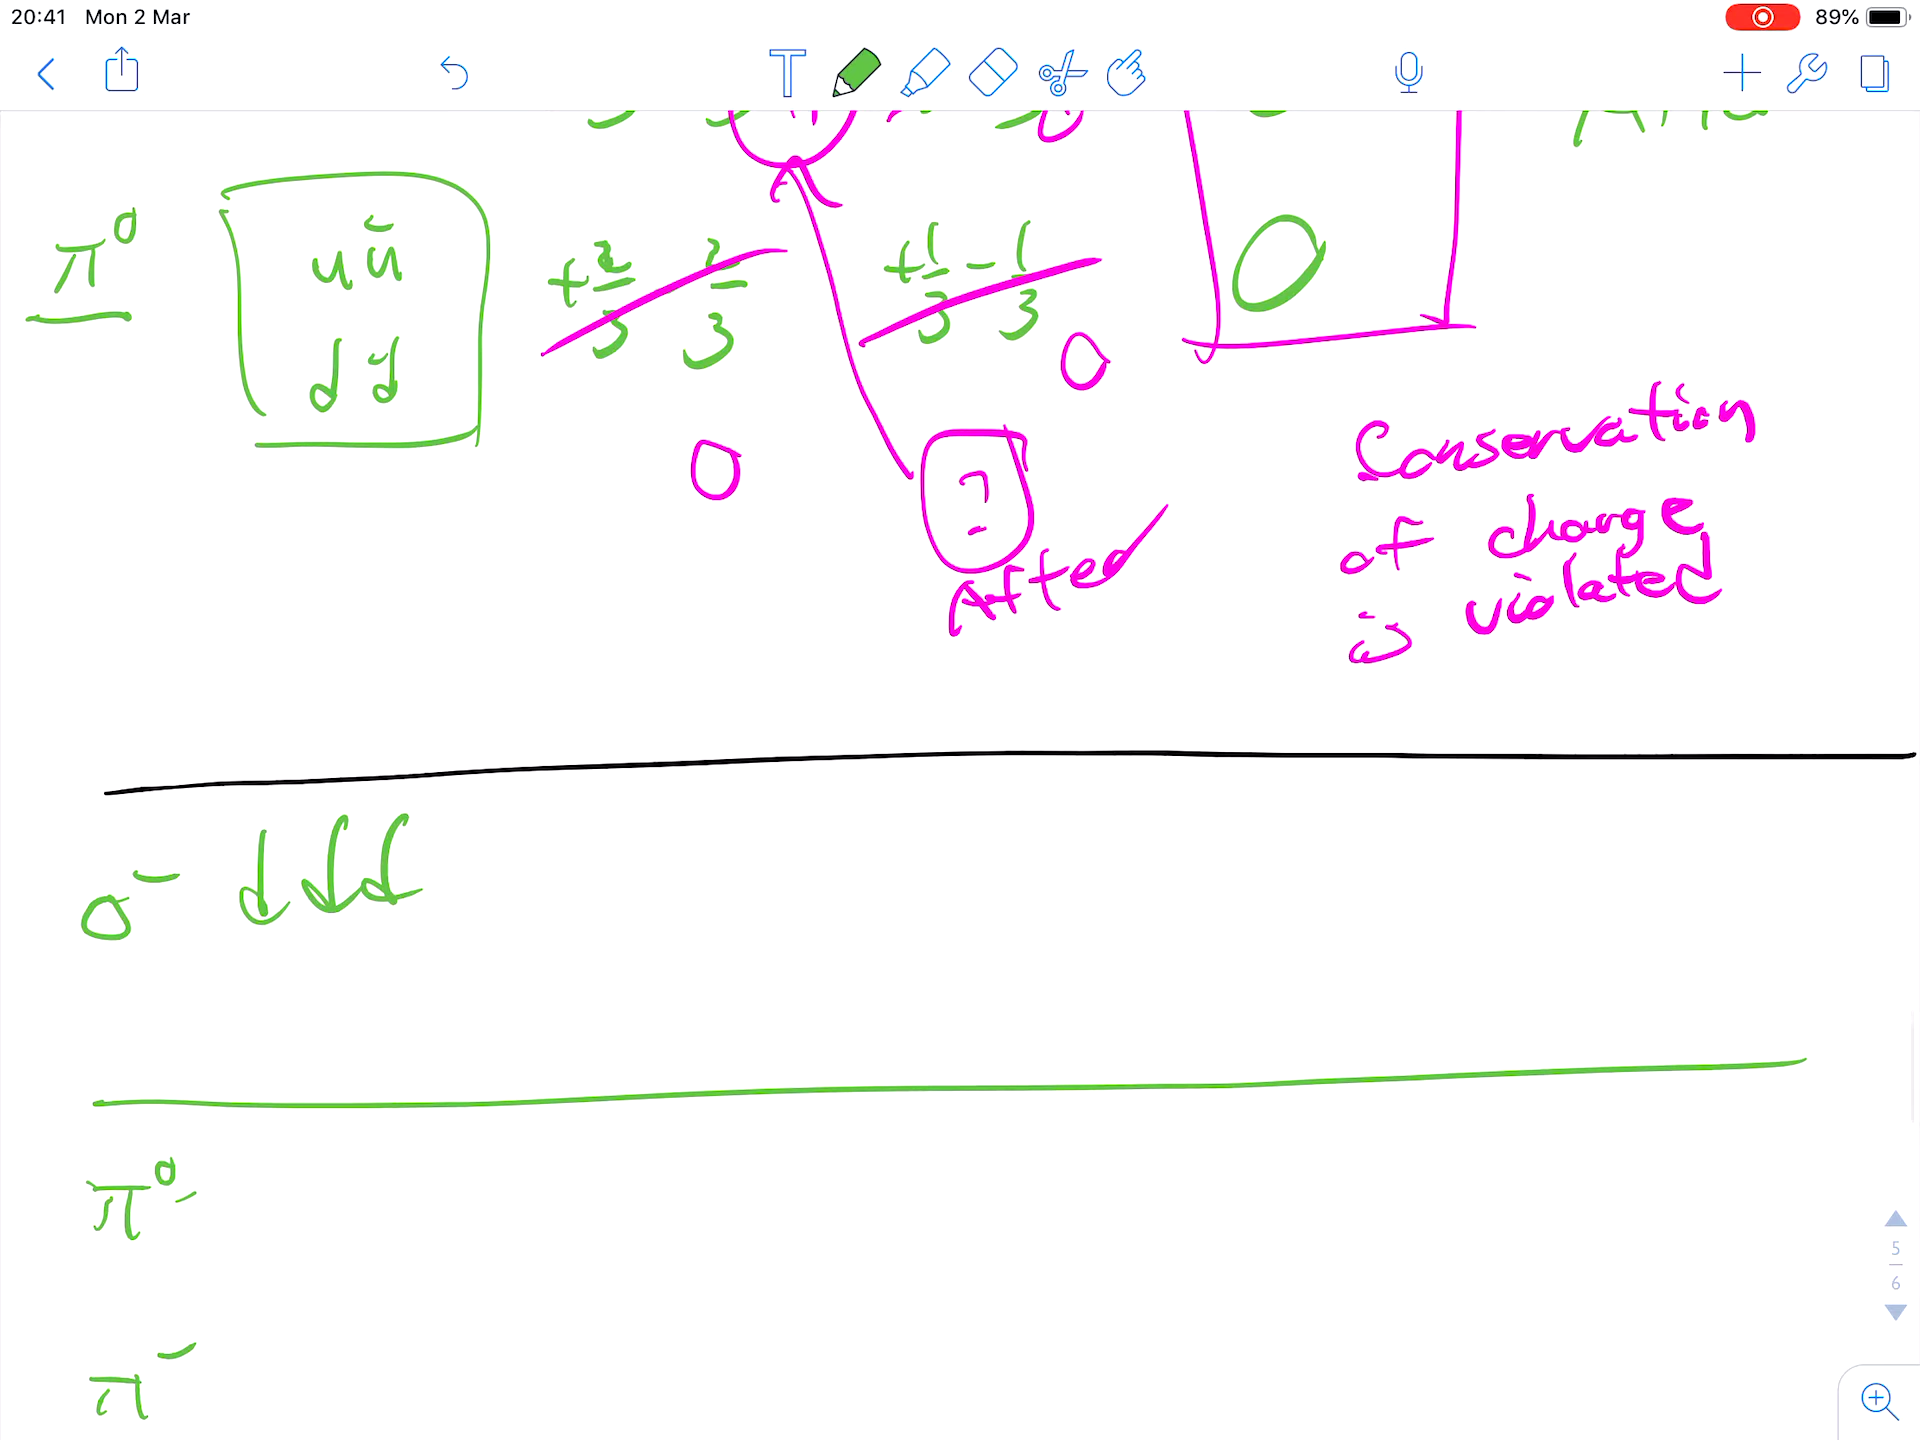 20:41 Mon 2 Mar
89%
T
π⁰
uū
dd̄
+2/3 2/3
+1/3 - 1/3
0
0
0
?
After
Conservation
of charge
is violated
σ⁻ ddd
π⁰
π⁻
5
6